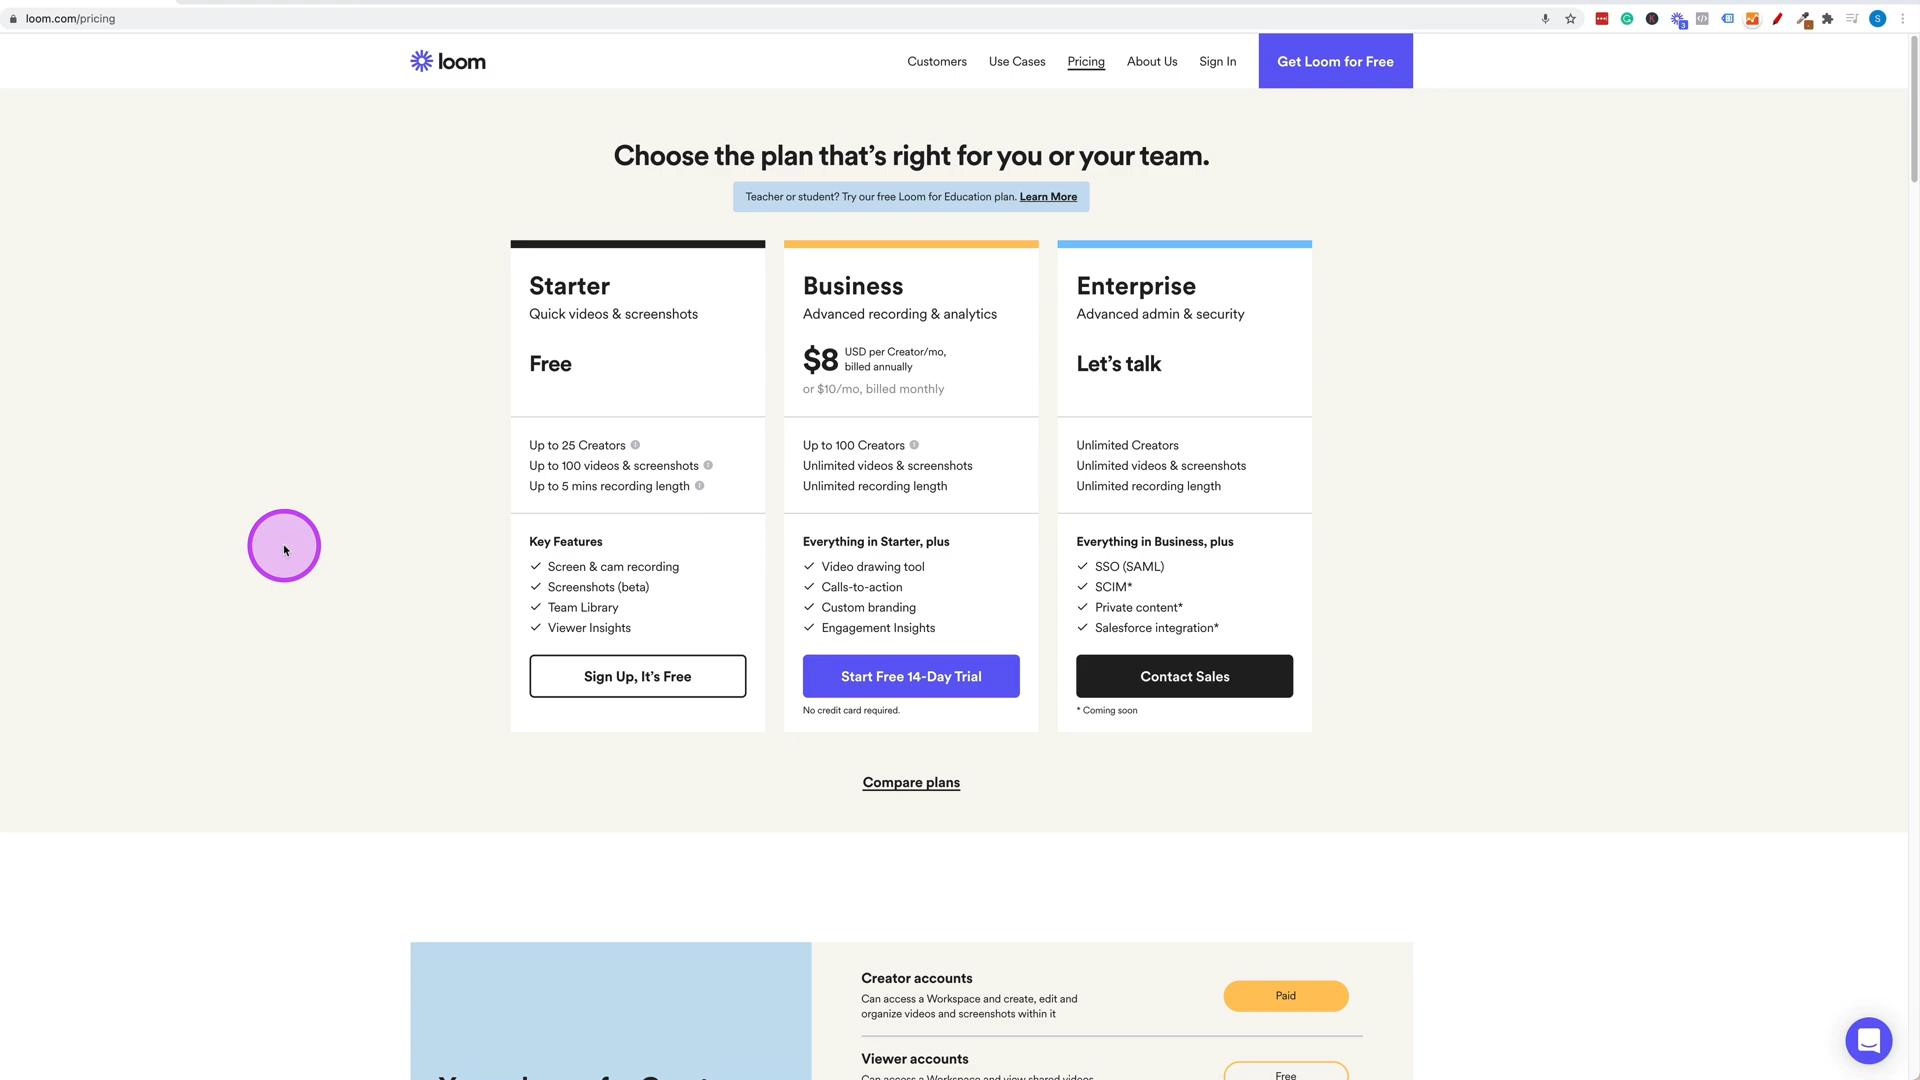 loom.com/pricing
3
S
loom
Customers
Use Cases
Pricing
About Us
Sign In
Get Loom for Free
Choose the plan that's right for you or your team.
Teacher or student? Try our free Loom for Education plan. Learn More
Starter
Quick videos & screenshots
Free
Up to 25 Creators
Up to 100 videos & screenshots
Up to 5 mins recording length
Key Features
Screen & cam recording
Screenshots (beta)
Team Library
Viewer Insights
Sign Up, It's Free
Business
Advanced recording & analytics
$8 USD per Creator/mo,
billed annually
or $10/mo, billed monthly
Up to 100 Creators
Unlimited videos & screenshots
Unlimited recording length
Everything in Starter, plus
Video drawing tool
Calls-to-action
Custom branding
Engagement Insights
Start Free 14-Day Trial
No credit card required.
Enterprise
Advanced admin & security
Let's talk
Unlimited Creators
Unlimited videos & screenshots
Unlimited recording length
Everything in Business, plus
SSO (SAML)
SCIM*
Private content*
Salesforce integration*
Contact Sales
* Coming soon
Compare plans
Creator accounts
Can access a Workspace and create, edit and
organize videos and screenshots within it
Paid
Viewer accounts
Can access a Workspace and view shared videos
Free